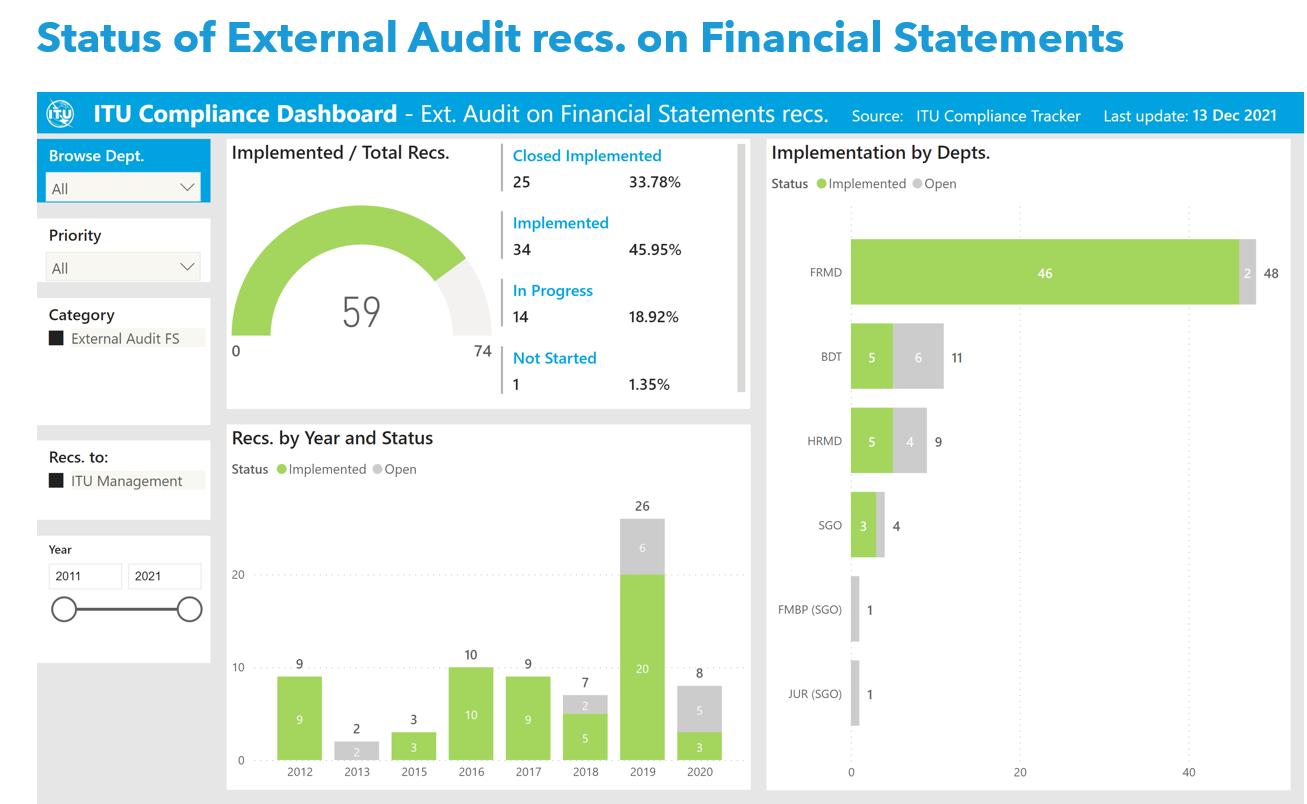 Status of External Audit recs. on Financial Statements
ITU Compliance Dashboard - Ext. Audit on Financial Statements recs. Source: ITU Compliance Tracker Last update: 13 Dec 2021
Browse Dept.
All
Priority
All
Category
External Audit FS
Recs. to:
ITU Management
Year
2011 2021
Implemented / Total Recs.
59
0 74
Closed Implemented
25 33.78%
Implemented
34 45.95%
In Progress
14 18.92%
Not Started
1 1.35%
Recs. by Year and Status
Status Implemented Open
20
10
0
9
9
2
2
3
3
10
10
9
9
7
2
5
26
6
20
8
5
3
2012 2013 2015 2016 2017 2018 2019 2020
Implementation by Depts.
Status Implemented Open
FRMD 46 2 48
BDT 5 6 11
HRMD 5 4 9
SGO 3 4
FMBP (SGO) 1
JUR (SGO) 1
0 20 40